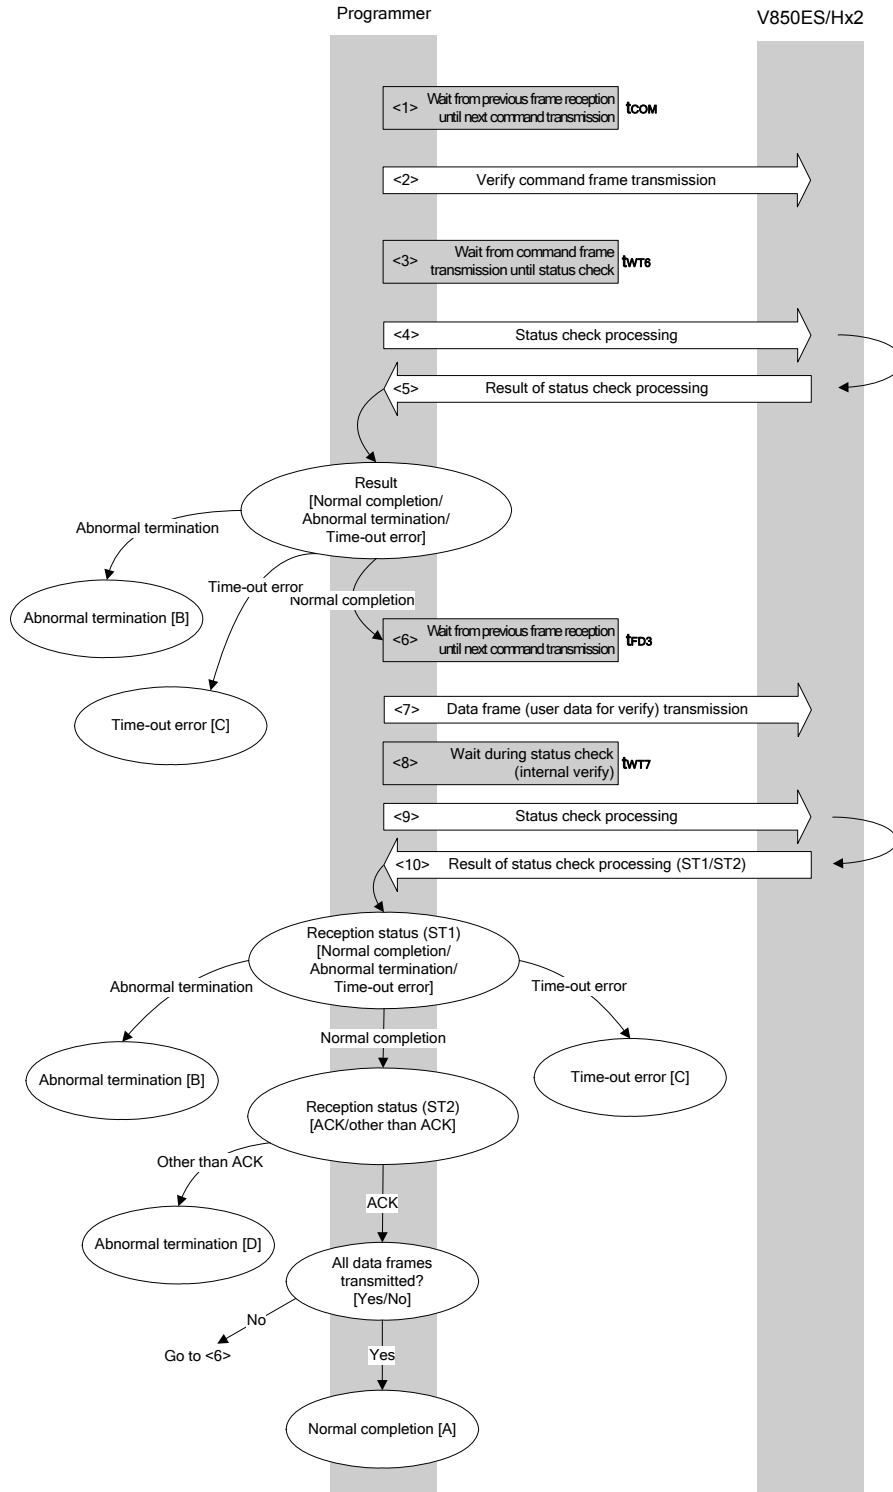 Programmer
V850ES/Hx2
<1> Wait from previous frame reception
until next command transmission
tCOM
<2> Verify command frame transmission
<3> Wait from command frame
transmission until status check
tWT6
<4> Status check processing
<5> Result of status check processing
Result
[Normal completion/
Abnormal termination/
Time-out error]
Abnormal termination
Time-out error
Normal completion
Abnormal termination [B]
<6> Wait from previous frame reception
until next command transmission
tFD3
Time-out error [C]
<7> Data frame (user data for verify) transmission
<8> Wait during status check
(internal verify)
tWT7
<9> Status check processing
<10> Result of status check processing (ST1/ST2)
Reception status (ST1)
[Normal completion/
Abnormal termination/
Time-out error]
Abnormal termination
Time-out error
Normal completion
Abnormal termination [B]
Time-out error [C]
Reception status (ST2)
[ACK/other than ACK]
Other than ACK
ACK
Abnormal termination [D]
All data frames
transmitted?
[Yes/No]
No
Go to <6>
Yes
Normal completion [A]